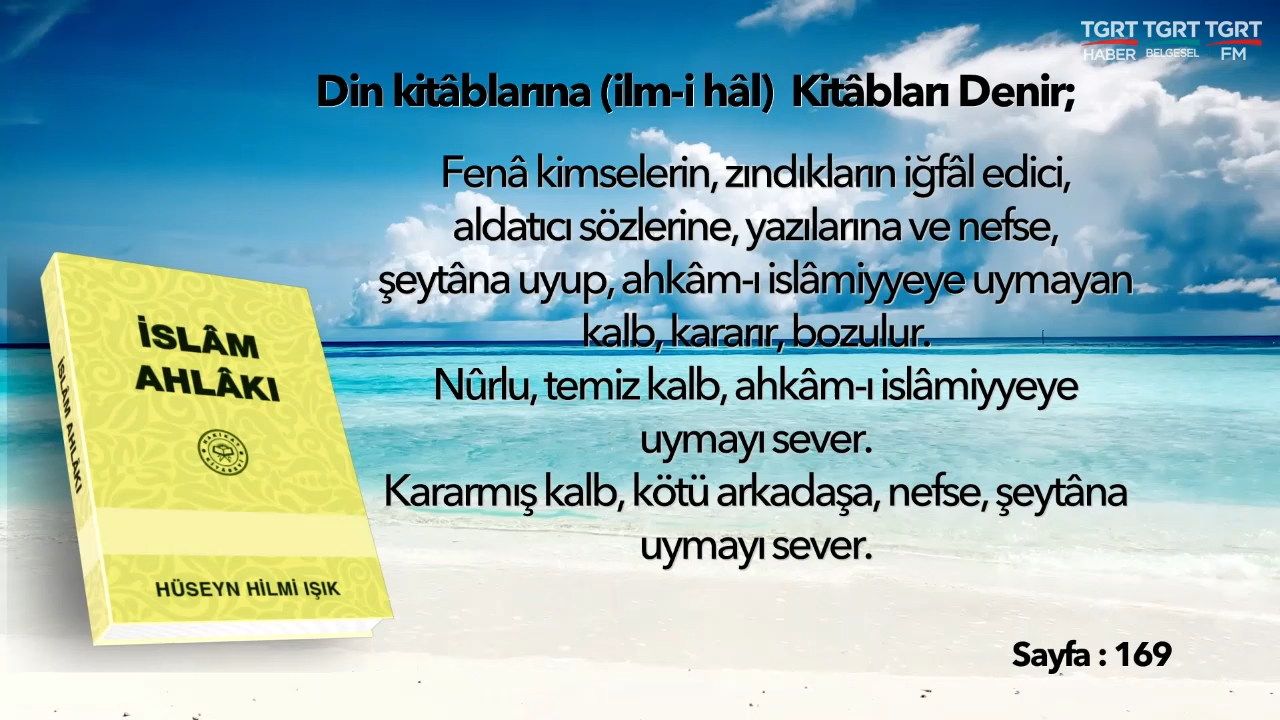 TGRT TGRT TGRT
HABER BELGESEL FM
Din kitâblarına (ilm-i hâl) Kitâbları Denir;
Fenâ kimselerin, zındıkların iğfâl edici,
aldatıcı sözlerine, yazılarına ve nefse,
şeytâna uyup, ahkâm-ı islâmiyyeye uymayan
kalb, kararır, bozulur.
Nûrlu, temiz kalb, ahkâm-ı islâmiyyeye
uymayı sever.
Kararmış kalb, kötü arkadaşa, nefse, şeytâna
uymayı sever.
İSLÂM
AHLÂKI
İSLÂM AHLÂKI
HÜSEYN HİLMİ IŞIK
Sayfa : 169